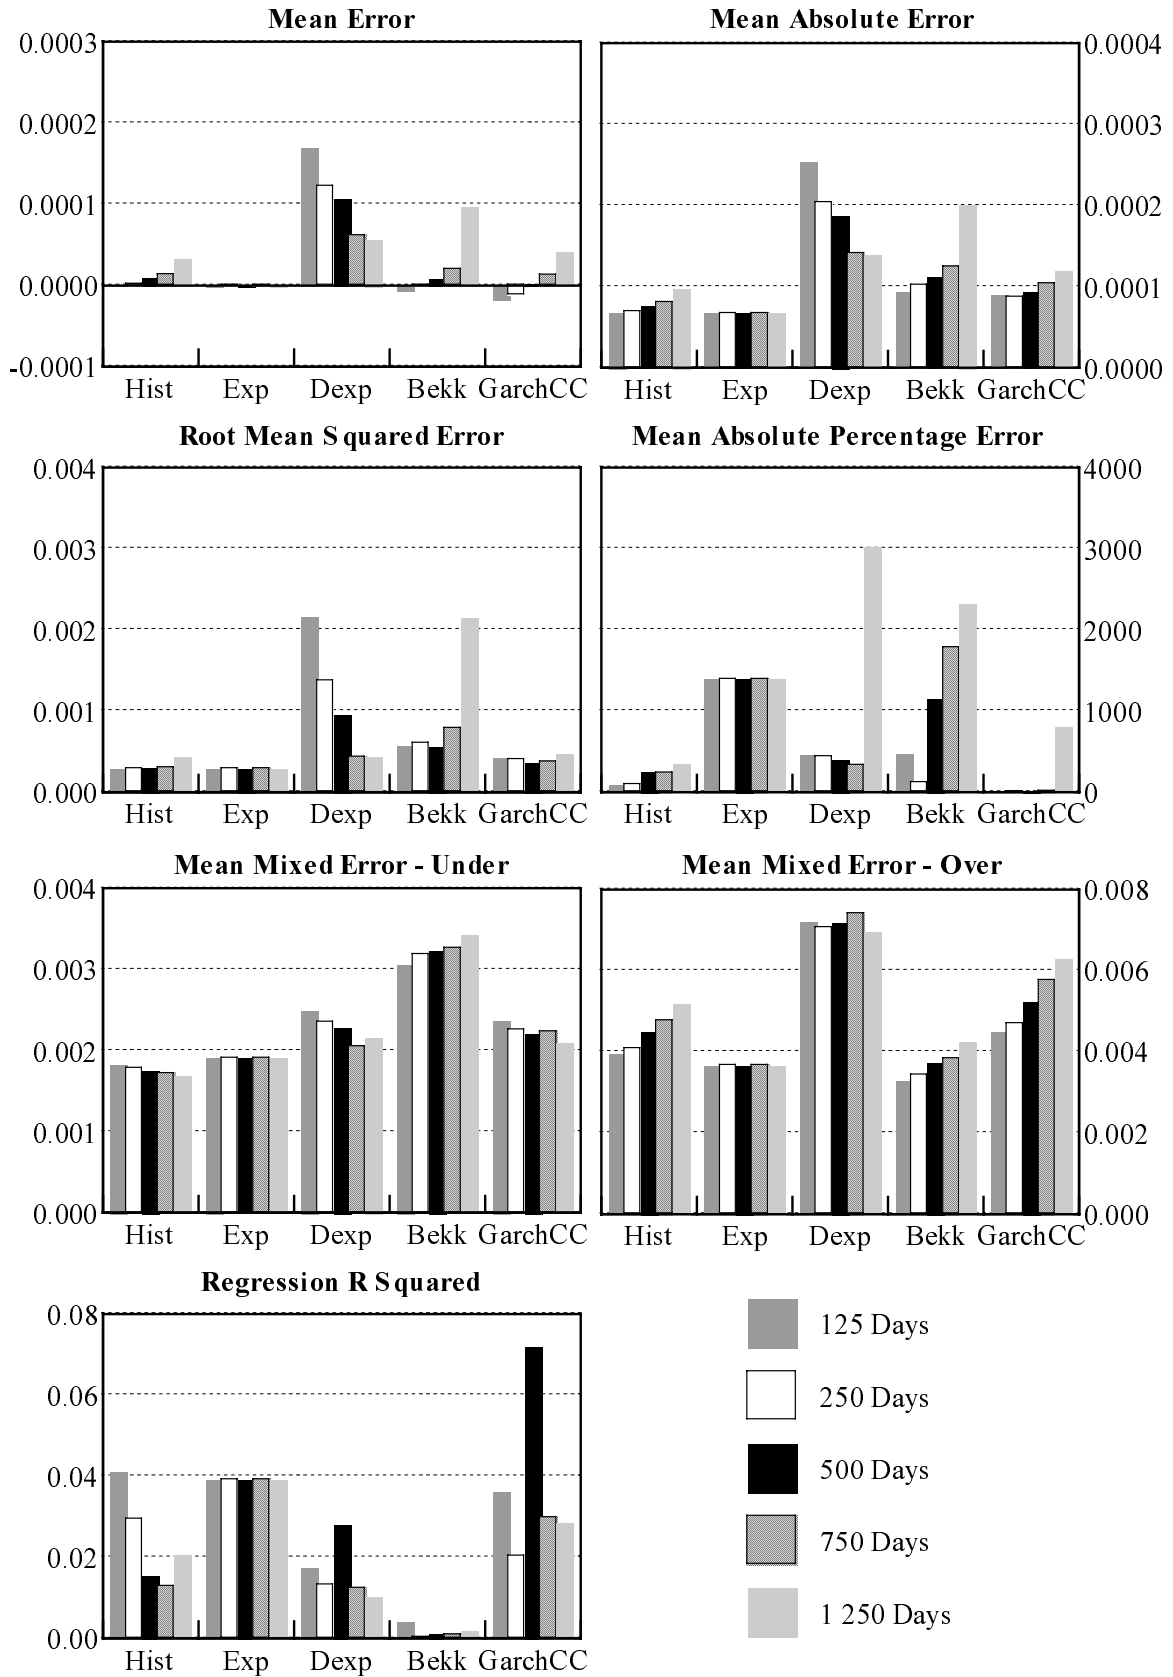 Mean Error
Mean Absolute Error
0.0003
0.0002
0.0001
0.0000
-0.0001
0.0004
0.0003
0.0002
0.0001
0.0000
Hist Exp Dexp Bekk GarchCC
Hist Exp Dexp Bekk GarchCC
Root Mean Squared Error
Mean Absolute Percentage Error
0.004
0.003
0.002
0.001
0.000
4000
3000
2000
1000
0
Hist Exp Dexp Bekk GarchCC
Hist Exp Dexp Bekk GarchCC
Mean Mixed Error - Under
Mean Mixed Error - Over
0.004
0.003
0.002
0.001
0.000
0.008
0.006
0.004
0.002
0.000
Hist Exp Dexp Bekk GarchCC
Hist Exp Dexp Bekk GarchCC
Regression R Squared
0.08
0.06
0.04
0.02
0.00
Hist Exp Dexp Bekk GarchCC
125 Days
250 Days
500 Days
750 Days
1 250 Days